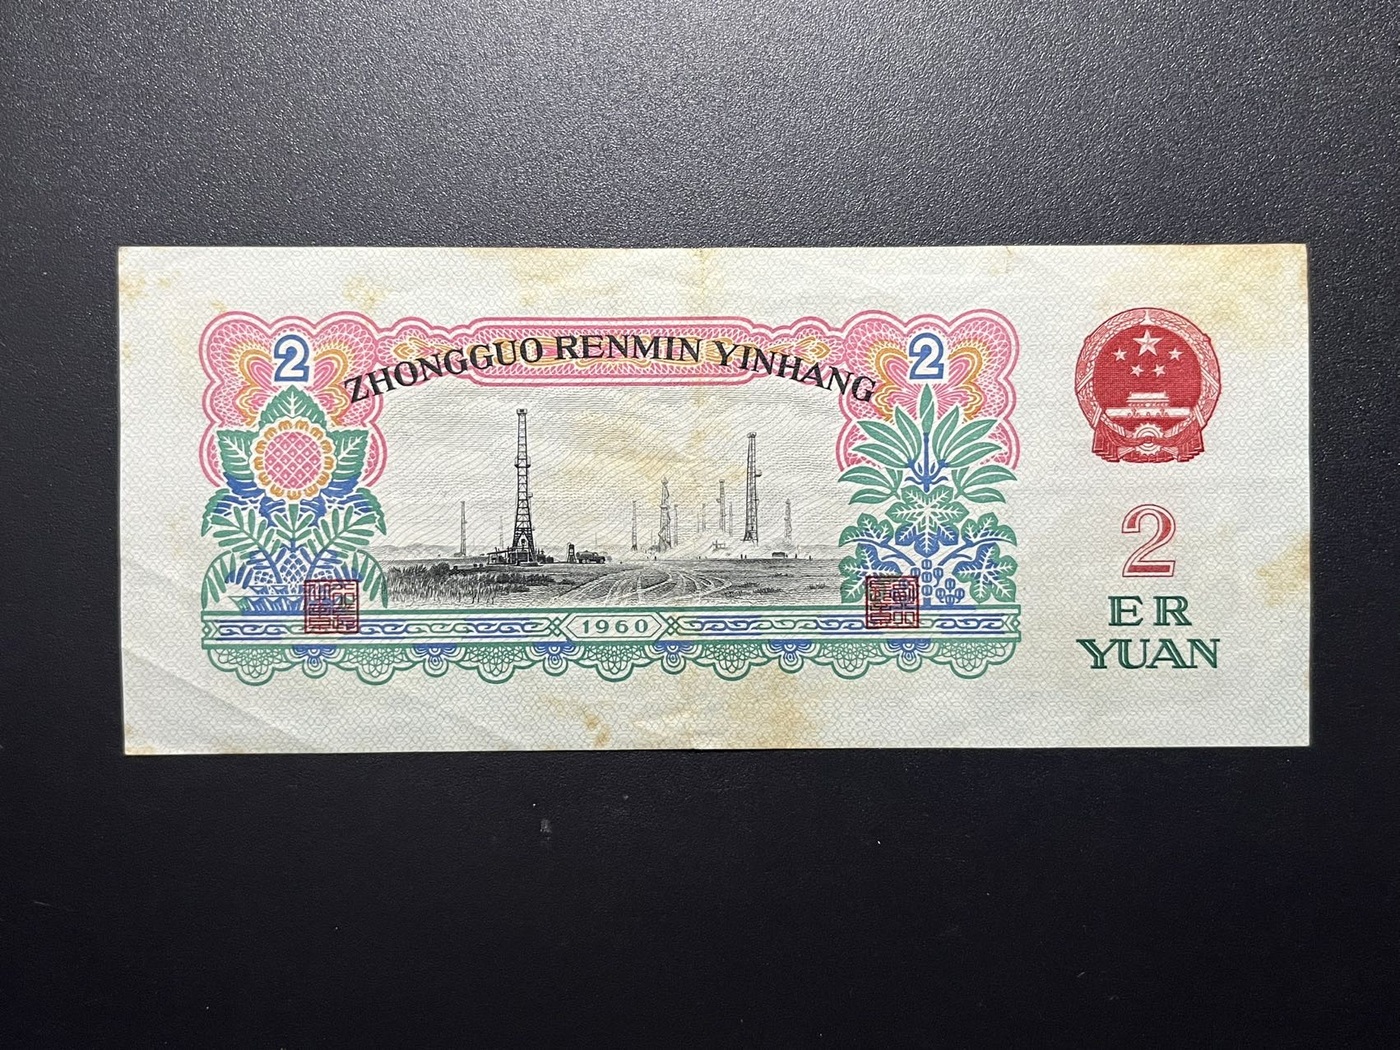 2
ZHONGGUO RENMIN YINHANG
2
1960
2
ER
YUAN